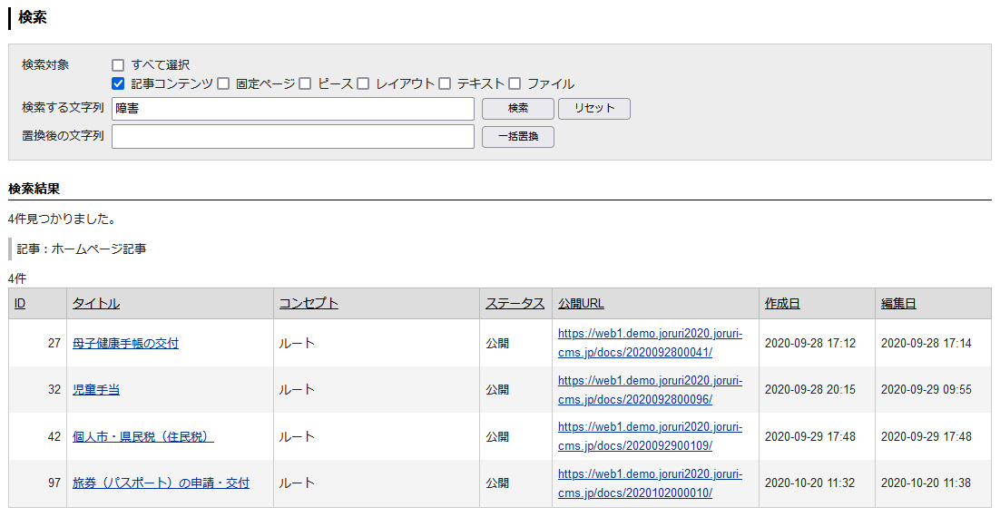 検索
検索対象 すべて選択
記事コンテンツ 固定ページ ピース レイアウト テキスト ファイル
検索する文字列 障害 検索 リセット
置換後の文字列 一括置換
検索結果
4件見つかりました。
記事：ホームページ記事
4件
ID タイトル コンセプト ステータス 公開URL 作成日 編集日
27 母子健康手帳の交付 ルート 公開 https://web1.demo.joruri2020.joruri-
cms.jp/docs/2020092800041/ 2020-09-28 17:12 2020-09-28 17:14
32 児童手当 ルート 公開 https://web1.demo.joruri2020.joruri-
cms.jp/docs/2020092800096/ 2020-09-28 20:15 2020-09-29 09:55
42 個人市・県民税（住民税） ルート 公開 https://web1.demo.joruri2020.joruri-
cms.jp/docs/2020092900109/ 2020-09-29 17:48 2020-09-29 17:48
97 旅券（パスポート）の申請・交付 ルート 公開 https://web1.demo.joruri2020.joruri-
cms.jp/docs/2020102000010/ 2020-10-20 11:32 2020-10-20 11:38